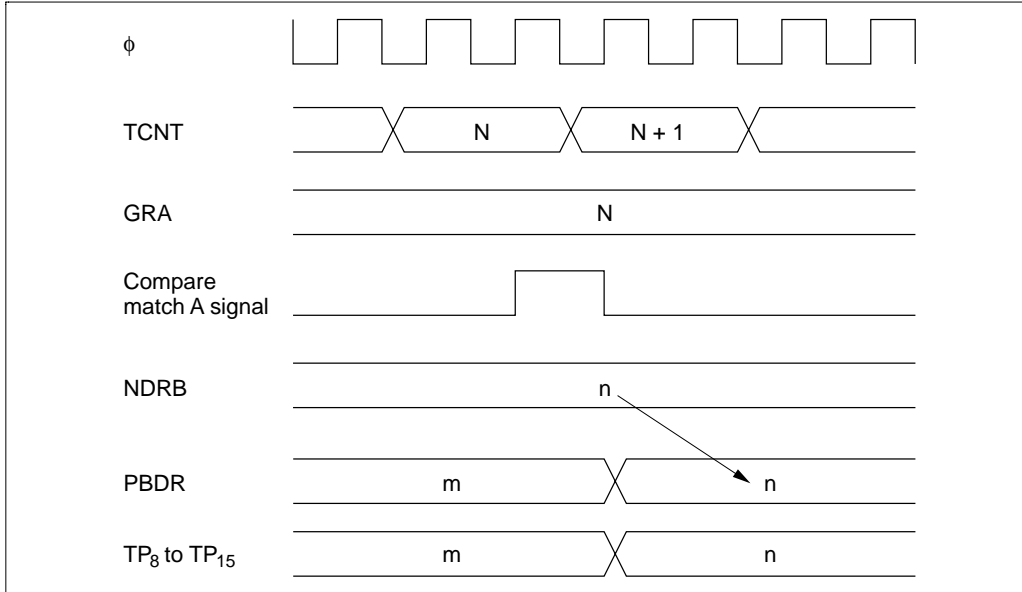 φ
TCNT N N + 1
GRA N
Compare
match A signal
NDRB n
PBDR m n
TP8 to TP15 m n